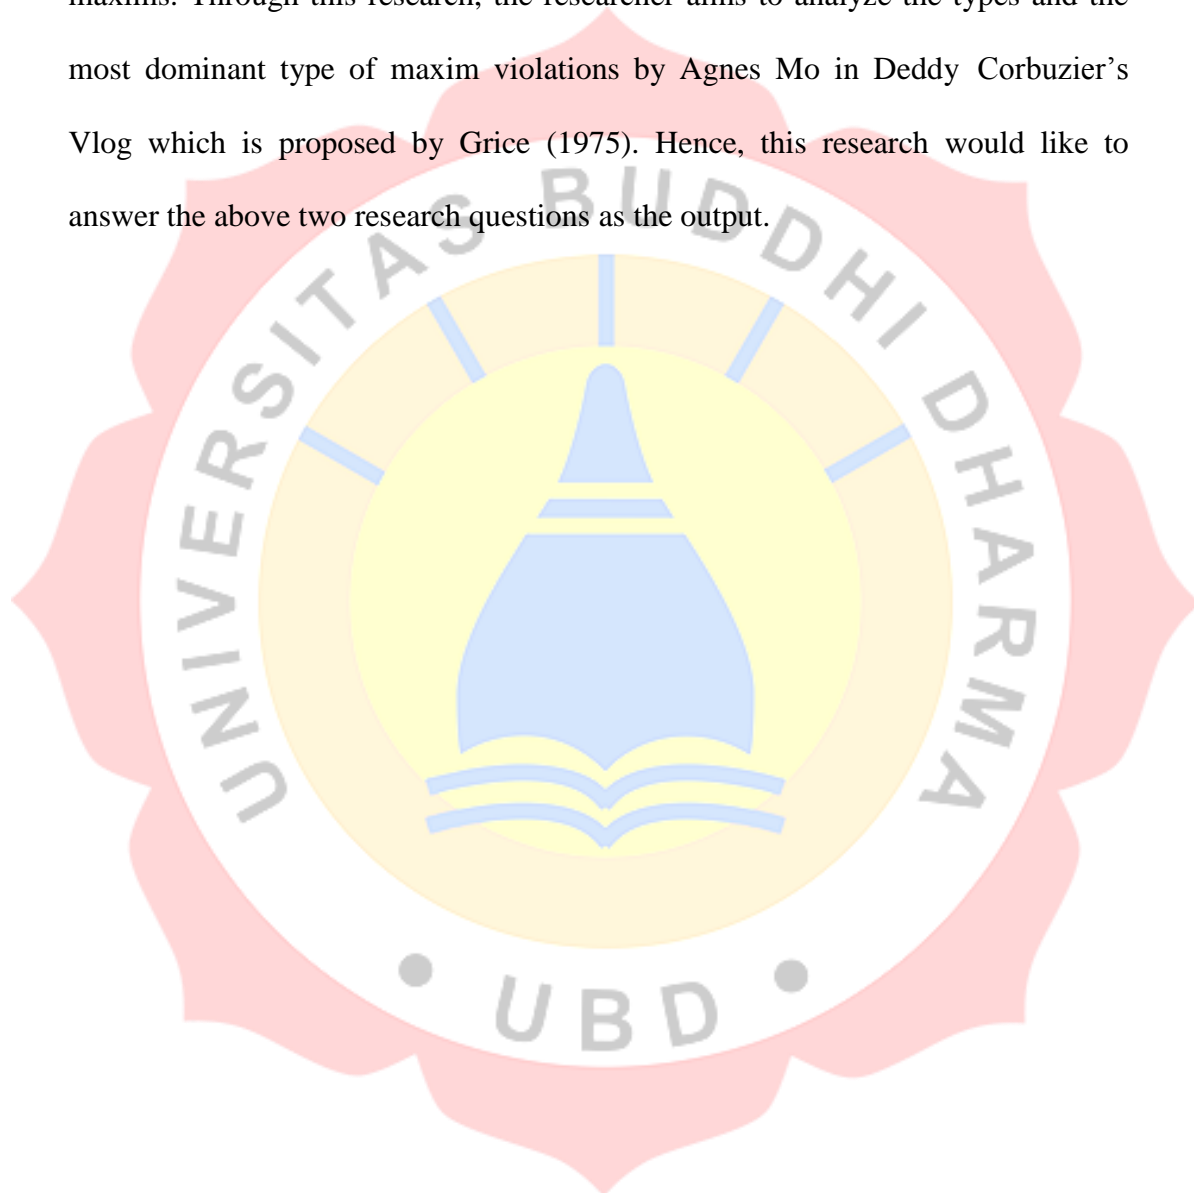 maxims. Through this research, the researcher aims to analyze the types and the
most dominant type of maxim violations by Agnes Mo in Deddy Corbuzier’s
Vlog which is proposed by Grice (1975). Hence, this research would like to
answer the above two research questions as the output.
UNIVERSITAS BUDDHI DHARMA
• UBD •